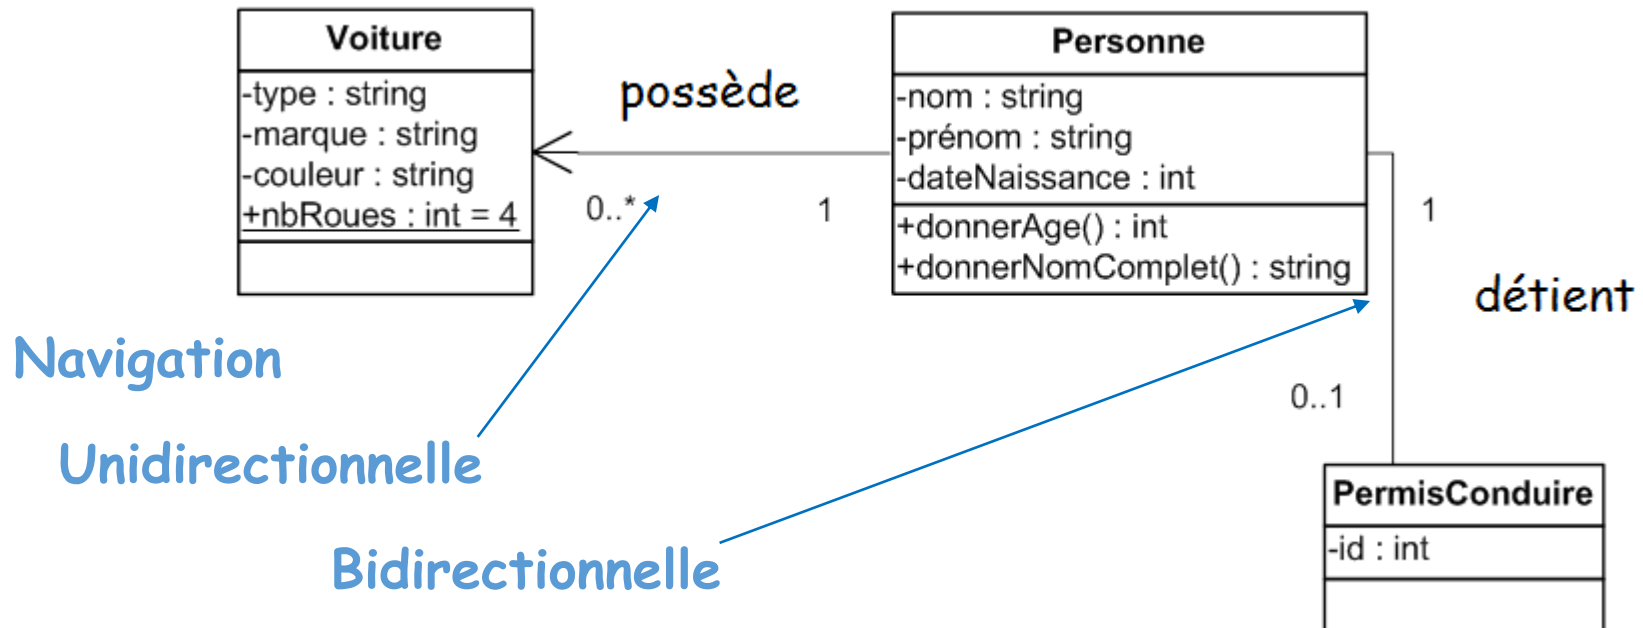 Voiture
-type : string
-marque : string
-couleur : string
+nbRoues : int = 4
possède
0..*
1
Personne
-nom : string
-prénom : string
-dateNaissance : int
+donnerAge() : int
+donnerNomComplet() : string
1
détient
0..1
PermisConduire
-id : int
Navigation
Unidirectionnelle
Bidirectionnelle